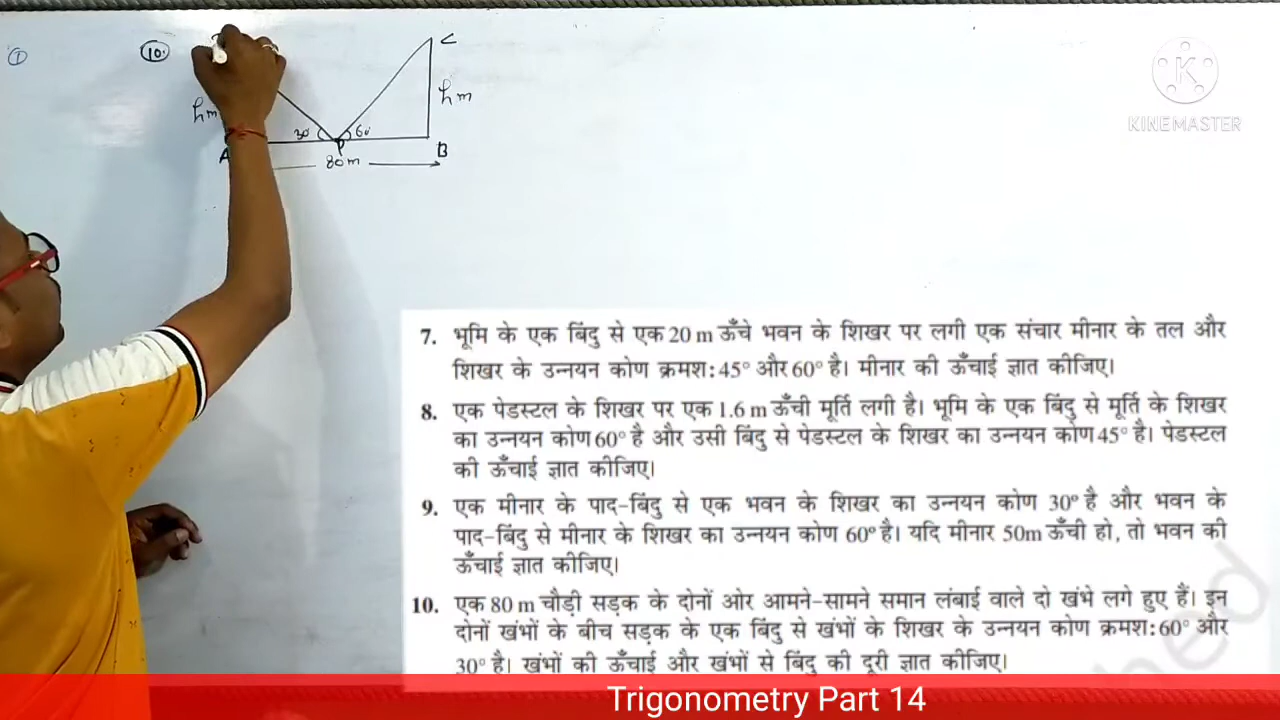 ①
⑩
C
hm
hm
30°
60°
A
P
B
80m
K
KINEMASTER
7. भूमि के एक बिंदु से एक 20 m ऊँचे भवन के शिखर पर लगी एक संचार मीनार के तल और
शिखर के उन्नयन कोण क्रमश: 45° और 60° है। मीनार की ऊँचाई ज्ञात कीजिए।
8. एक पेडस्टल के शिखर पर एक 1.6 m ऊँची मूर्ति लगी है। भूमि के एक बिंदु से मूर्ति के शिखर
का उन्नयन कोण 60° है और उसी बिंदु से पेडस्टल के शिखर का उन्नयन कोण 45° है। पेडस्टल
की ऊँचाई ज्ञात कीजिए।
9. एक मीनार के पाद-बिंदु से एक भवन के शिखर का उन्नयन कोण 30° है और भवन के
पाद-बिंदु से मीनार के शिखर का उन्नयन कोण 60° है। यदि मीनार 50m ऊँची हो, तो भवन की
ऊँचाई ज्ञात कीजिए।
10. एक 80 m चौड़ी सड़क के दोनों ओर आमने-सामने समान लंबाई वाले दो खंभे लगे हुए हैं। इन
दोनों खंभों के बीच सड़क के एक बिंदु से खंभों के शिखर के उन्नयन कोण क्रमश: 60° और
30° है। खंभों की ऊँचाई और खंभों से बिंदु की दूरी ज्ञात कीजिए।
Trigonometry Part 14